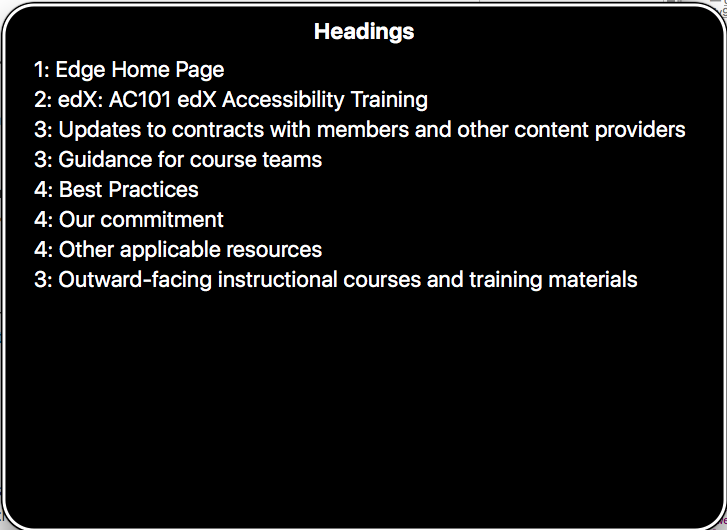 Headings
1: Edge Home Page
2: edX: AC101 edX Accessibility Training
3: Updates to contracts with members and other content providers
3: Guidance for course teams
4: Best Practices
4: Our commitment
4: Other applicable resources
3: Outward-facing instructional courses and training materials